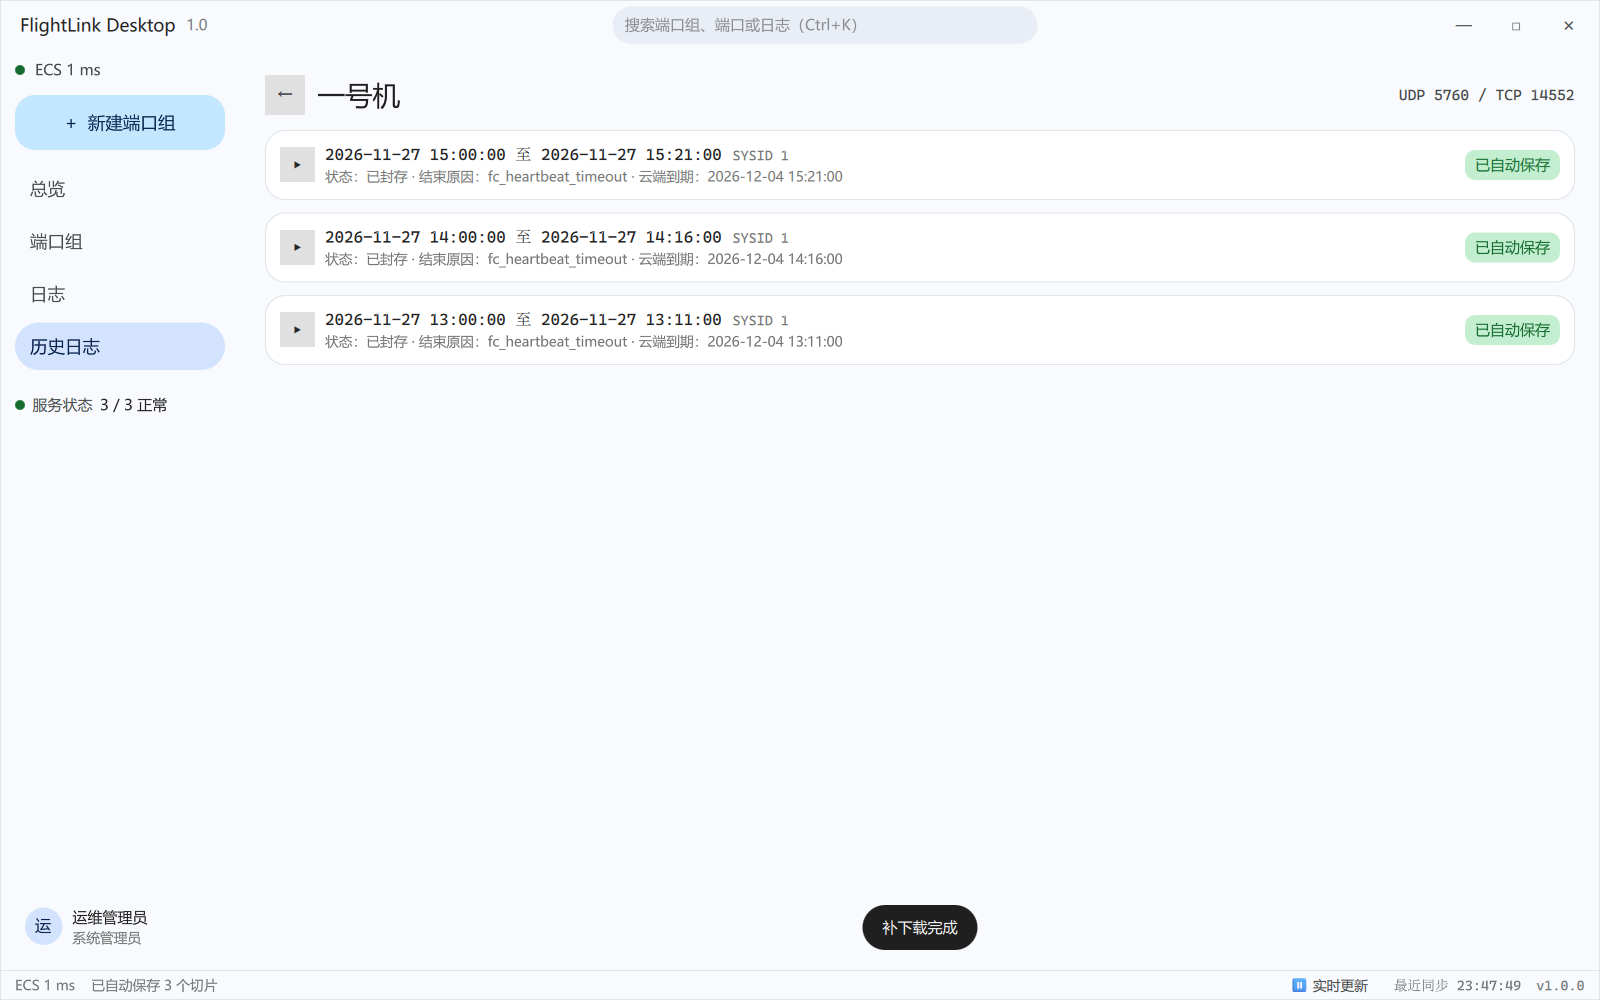 FlightLink Desktop 1.0
搜索端口组、端口或日志（Ctrl+K）
ECS 1 ms
+ 新建端口组
总览
端口组
日志
历史日志
服务状态 3 / 3 正常
← 一号机
UDP 5760 / TCP 14552
2026-11-27 15:00:00 至 2026-11-27 15:21:00 SYSID 1
状态：已封存 · 结束原因：fc_heartbeat_timeout · 云端到期：2026-12-04 15:21:00
已自动保存
2026-11-27 14:00:00 至 2026-11-27 14:16:00 SYSID 1
状态：已封存 · 结束原因：fc_heartbeat_timeout · 云端到期：2026-12-04 14:16:00
已自动保存
2026-11-27 13:00:00 至 2026-11-27 13:11:00 SYSID 1
状态：已封存 · 结束原因：fc_heartbeat_timeout · 云端到期：2026-12-04 13:11:00
已自动保存
运
运维管理员
系统管理员
补下载完成
ECS 1 ms 已自动保存 3 个切片
实时更新 最近同步 23:47:49 v1.0.0